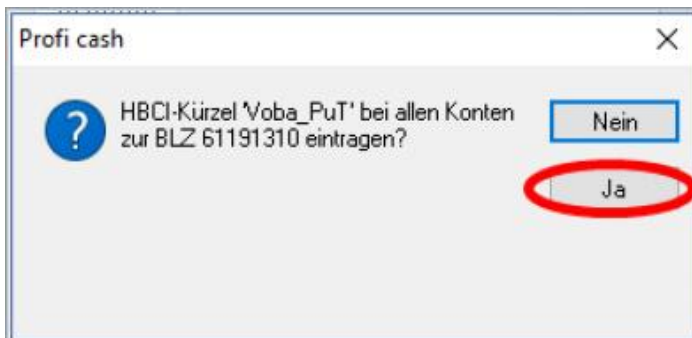 Profi cash
HBCI-Kürzel 'Voba_PuT' bei allen Konten
zur BLZ 61191310 eintragen?
Nein
Ja